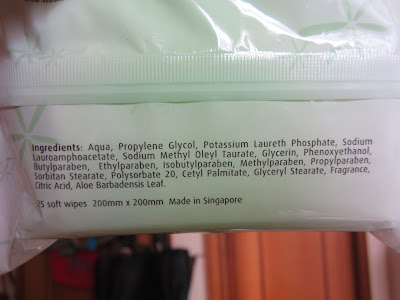 Ingredients: Aqua, Propylene Glycol, Potassium Laureth Phosphate, Sodium
Lauroamphoacetate, Sodium Methyl Oleyl Taurate, Glycerin, Phenoxyethanol,
Butylparaben, Ethylparaben, Isobutylparaben, Methylparaben, Propylparaben,
Sorbitan Stearate, Polysorbate 20, Cetyl Palmitate, Glyceryl Stearate, Fragrance,
Citric Acid, Aloe Barbadensis Leaf.
25 soft wipes 200mm x 200mm Made in Singapore